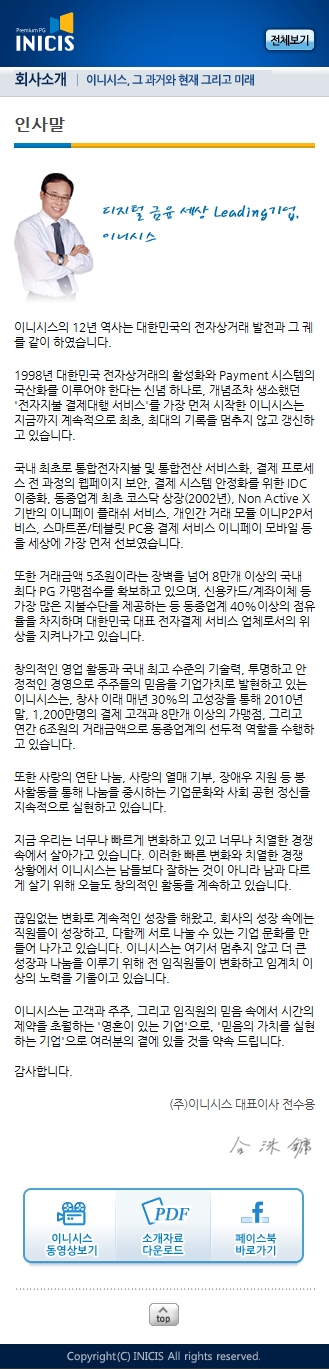 Premium PG
INICIS
전체보기
회사소개 이니시스, 그 과거와 현재 그리고 미래
인사말
디지털 금융 세상 Leading기업,
이니시스
이니시스의 12년 역사는 대한민국의 전자상거래 발전과 그 궤
를 같이 하였습니다.
1998년 대한민국 전자상거래의 활성화와 Payment 시스템의
국산화를 이루어야 한다는 신념 하나로, 개념조차 생소했던
'전자지불 결제대행 서비스'를 가장 먼저 시작한 이니시스는
지금까지 계속적으로 최초, 최대의 기록을 멈추지 않고 갱신하
고 있습니다.
국내 최초로 통합전자지불 및 통합전산 서비스화, 결제 프로세
스 전 과정의 웹페이지 보안, 결제 시스템 안정화를 위한 IDC
이중화, 동종업계 최초 코스닥 상장(2002년), Non Active X
기반의 이니페이 플래쉬 서비스, 개인간 거래 모듈 이니P2P서
비스, 스마트폰/테블릿 PC용 결제 서비스 이니페이 모바일 등
을 세상에 가장 먼저 선보였습니다.
또한 거래금액 5조원이라는 장벽을 넘어 8만개 이상의 국내
최다 PG 가맹점수를 확보하고 있으며, 신용카드/계좌이체 등
가장 많은 지불수단을 제공하는 등 동종업계 40%이상의 점유
율을 차지하며 대한민국 대표 전자결제 서비스 업체로서의 위
상을 지켜나가고 있습니다.
창의적인 영업 활동과 국내 최고 수준의 기술력, 투명하고 안
정적인 경영으로 주주들의 믿음을 기업가치로 발현하고 있는
이니시스는, 창사 이래 매년 30%의 고성장을 통해 2010년
말, 1,200만명의 결제 고객과 8만개 이상의 가맹점, 그리고
연간 6조원의 거래금액으로 동종업계의 선두적 역할을 수행하
고 있습니다.
또한 사랑의 연탄 나눔, 사랑의 열매 기부, 장애우 지원 등 봉
사활동을 통해 나눔을 중시하는 기업문화와 사회 공헌 정신을
지속적으로 실현하고 있습니다.
지금 우리는 너무나 빠르게 변화하고 있고 너무나 치열한 경쟁
속에서 살아가고 있습니다. 이러한 빠른 변화와 치열한 경쟁
상황에서 이니시스는 남들보다 잘하는 것이 아니라 남과 다르
게 살기 위해 오늘도 창의적인 활동을 계속하고 있습니다.
끊임없는 변화로 계속적인 성장을 해왔고, 회사의 성장 속에는
직원들이 성장하고, 다함께 서로 나눌 수 있는 기업 문화를 만
들어 나가고 있습니다. 이니시스는 여기서 멈추지 않고 더 큰
성장과 나눔을 이루기 위해 전 임직원들이 변화하고 임계치 이
상의 노력을 기울이고 있습니다.
이니시스는 고객과 주주, 그리고 임직원의 믿음 속에서 시간의
제약을 초월하는 '영혼이 있는 기업'으로, '믿음의 가치를 실현
하는 기업'으로 여러분의 곁에 있을 것을 약속 드립니다.
감사합니다.
(주)이니시스 대표이사 전수용
이니시스
동영상보기
PDF
소개자료
다운로드
페이스북
바로가기
top
Copyright(C) INICIS All rights reserved.